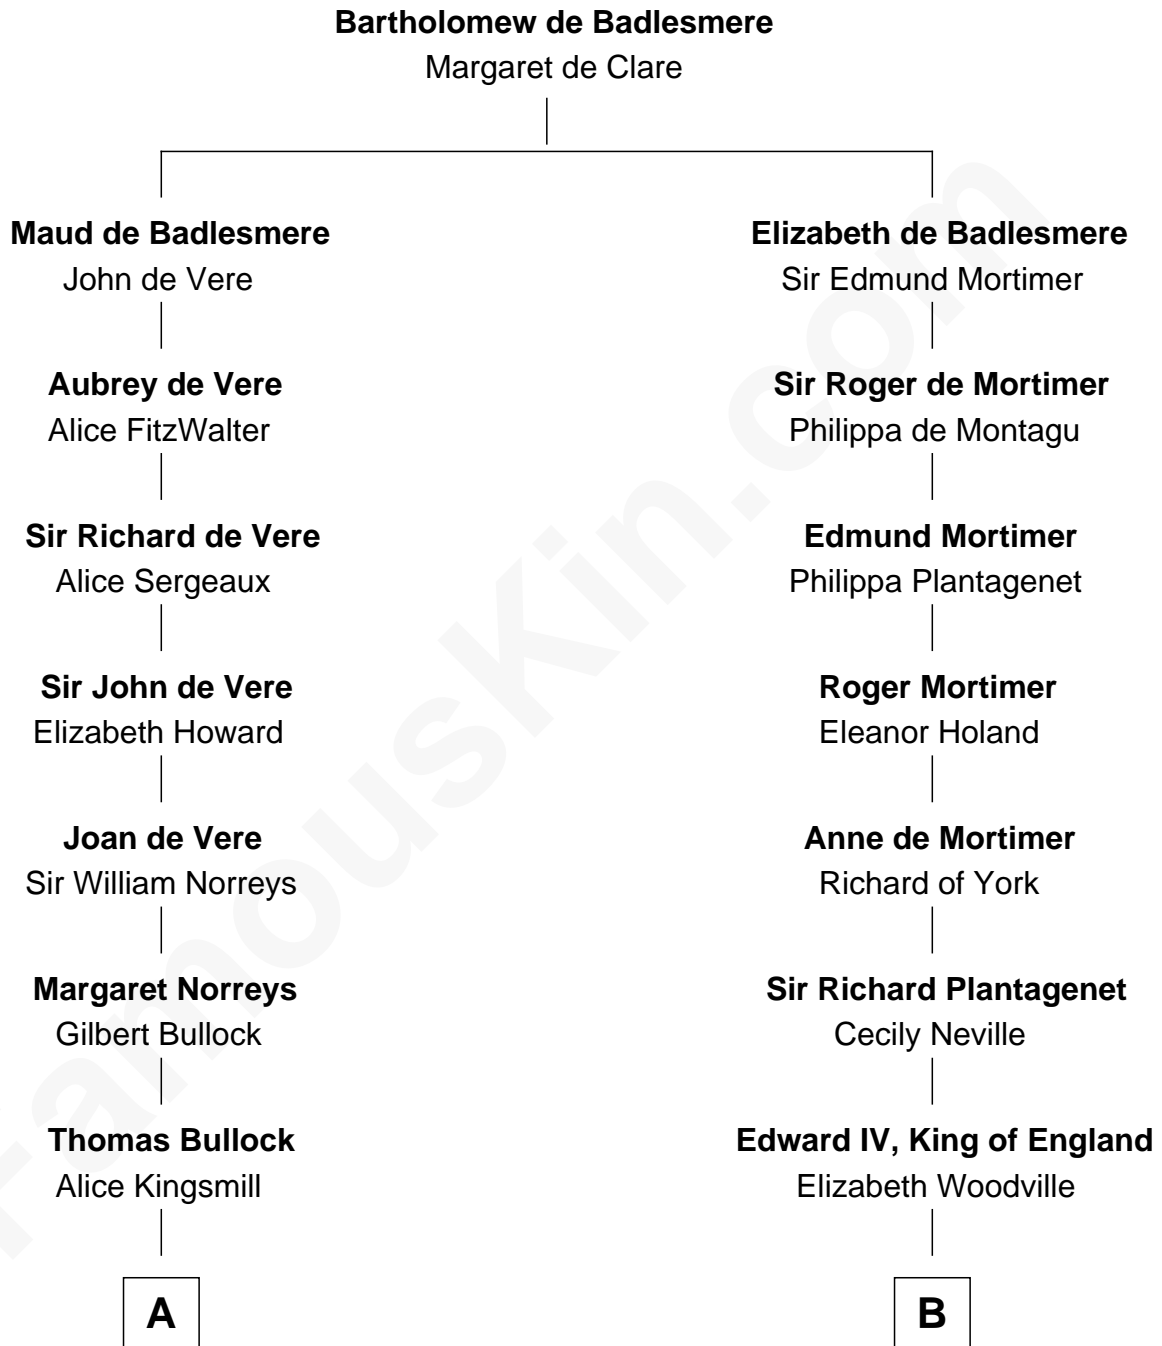 Bartholomew de Badlesmere
Margaret de Clare
Maud de Badlesmere
John de Vere
Elizabeth de Badlesmere
Sir Edmund Mortimer
Aubrey de Vere
Alice FitzWalter
Sir Roger de Mortimer
Philippa de Montagu
Sir Richard de Vere
Alice Sergeaux
Edmund Mortimer
Philippa Plantagenet
Sir John de Vere
Elizabeth Howard
Roger Mortimer
Eleanor Holand
Joan de Vere
Sir William Norreys
Anne de Mortimer
Richard of York
Margaret Norreys
Gilbert Bullock
Sir Richard Plantagenet
Cecily Neville
Thomas Bullock
Alice Kingsmill
Edward IV, King of England
Elizabeth Woodville
A
B
FamousKin.com